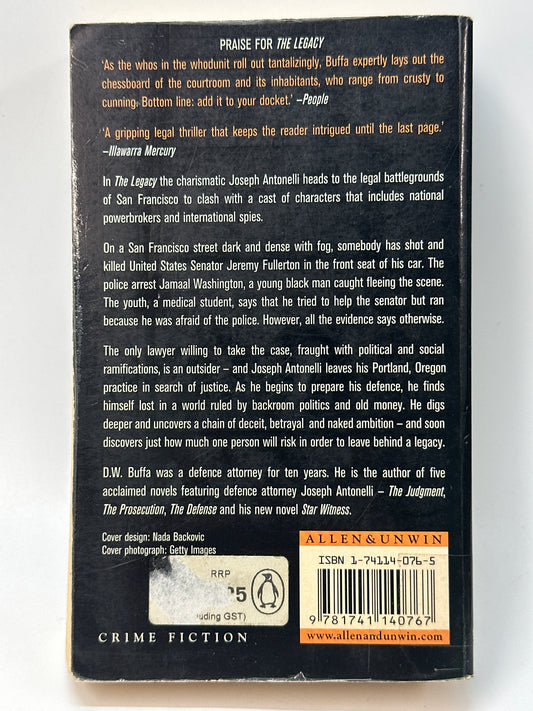 PRAISE FOR THE LEGACY
‘As the whos in the whodunit roll out tantalizingly, Buffa expertly lays out the
chessboard of the courtroom and its inhabitants, who range from crusty to
cunning. Bottom line: add it to your docket.’ –People
‘A gripping legal thriller that keeps the reader intrigued until the last page.’
–Illawarra Mercury
In The Legacy the charismatic Joseph Antonelli heads to the legal battlegrounds
of San Francisco to clash with a cast of characters that includes national
powerbrokers and international spies.
On a San Francisco street dark and dense with fog, somebody has shot and
killed United States Senator Jeremy Fullerton in the front seat of his car. The
police arrest Jamaal Washington, a young black man caught fleeing the scene.
The youth, a medical student, says that he tried to help the senator but ran
because he was afraid of the police. However, all the evidence says otherwise.
The only lawyer willing to take the case, fraught with political and social
ramifications, is an outsider – and Joseph Antonelli leaves his Portland, Oregon
practice in search of justice. As he begins to prepare his defence, he finds
himself lost in a world ruled by backroom politics and old money. He digs
deeper and uncovers a chain of deceit, betrayal and naked ambition – and soon
discovers just how much one person will risk in order to leave behind a legacy.
D.W. Buffa was a defence attorney for ten years. He is the author of five
acclaimed novels featuring defence attorney Joseph Antonelli – The Judgment,
The Prosecution, The Defense and his new novel Star Witness.
Cover design: Nada Backovic
Cover photograph: Getty Images
ALLEN & UNWIN
ISBN 1-74114-076-5
9 781741 140767
www.allenandunwin.com
RRP
5
uding GST)
CRIME FICTION